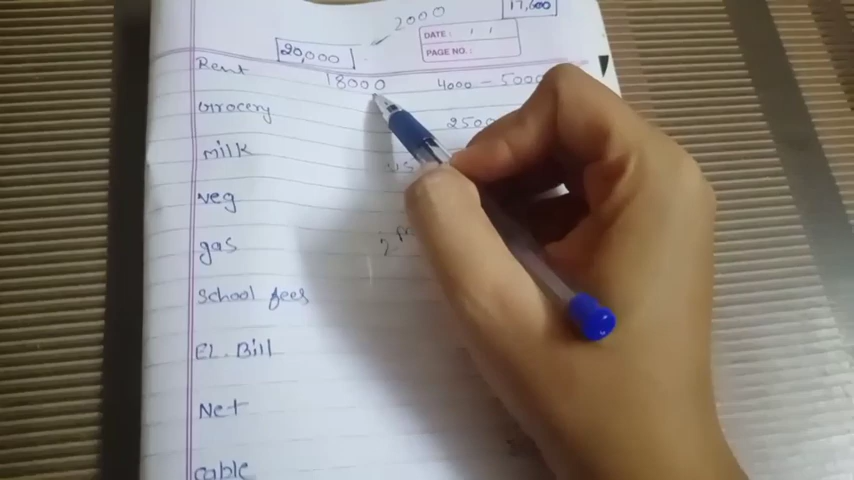 17,600
2000
20,000
DATE: / /
PAGE NO.:
Rent 18000 4000 - 5000
Grocery 2500
milk
veg
gas 2
School fees
EL. Bill
Net
cable